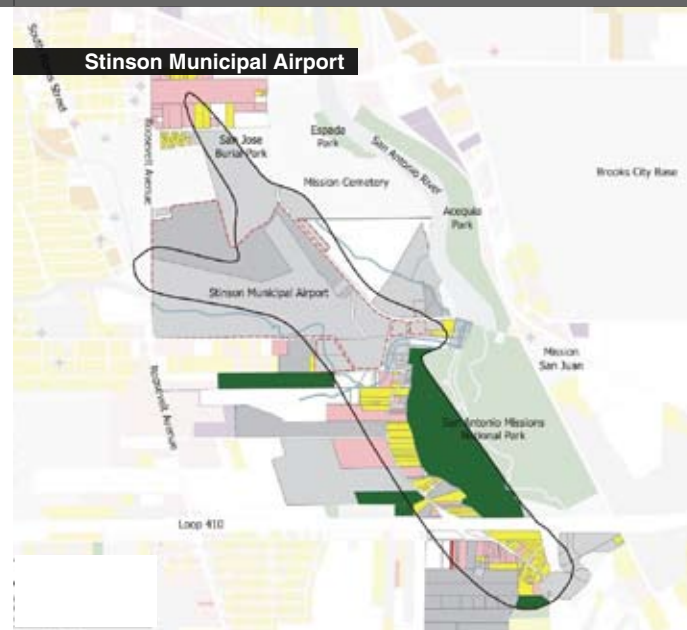 Stinson Municipal Airport
Roosevelt Avenue
San Jose
Burial Park
Espada
Park
San Antonio River
Mission Cemetery
Brooks City Base
Acequia
Park
Stinson Municipal Airport
Mission
San Juan
Roosevelt Avenue
San Antonio Missions
National Park
Loop 410